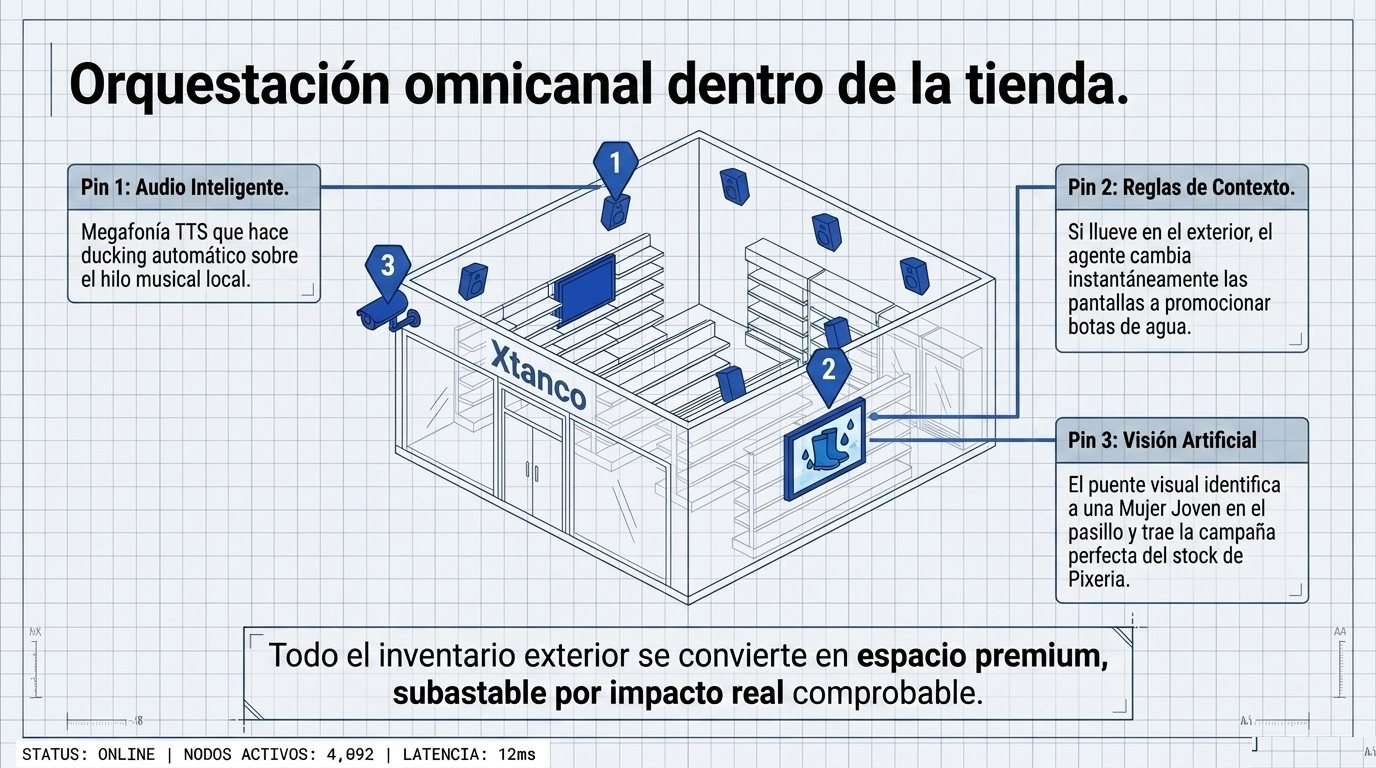 Orquestación omnicanal dentro de la tienda.
Pin 1: Audio Inteligente.
Megafonía TTS que hace
ducking automático sobre
el hilo musical local.
1
3
2
Xtanco
Pin 2: Reglas de Contexto.
Si llueve en el exterior, el
agente cambia
instantáneamente las
pantallas a promocionar
botas de agua.
Pin 3: Visión Artificial
El puente visual identifica
a una Mujer Joven en el
pasillo y trae la campaña
perfecta del stock de
Pixeria.
Todo el inventario exterior se convierte en espacio premium,
subastable por impacto real comprobable.
AA
STATUS: ONLINE | NODOS ACTIVOS: 4,092 | LATENCIA: 12ms